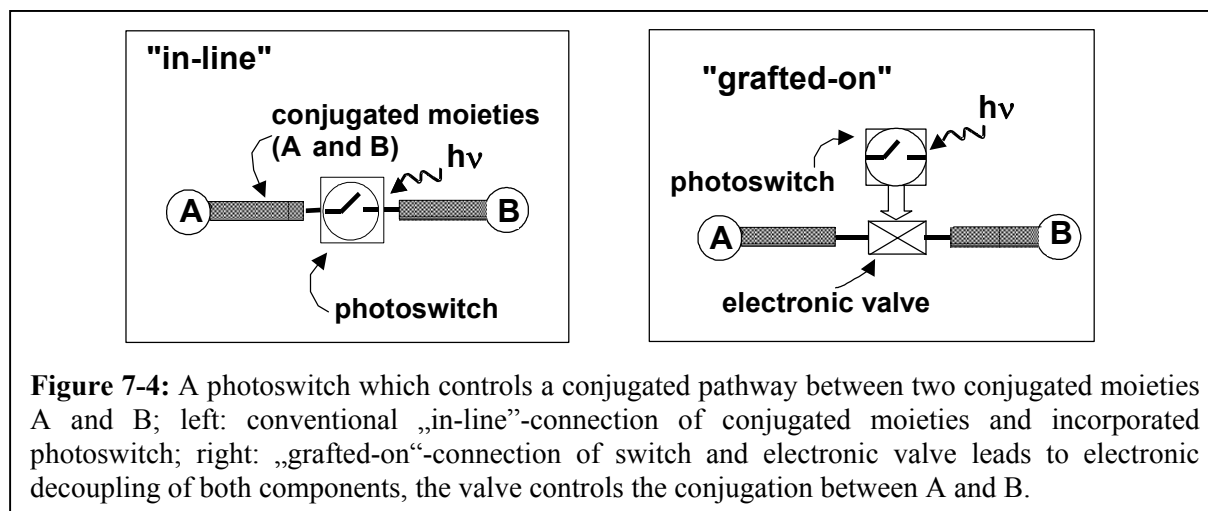 "in-line"
conjugated moieties
(A and B)
hν
A
B
photoswitch
"grafted-on"
hν
photoswitch
A
B
electronic valve
Figure 7-4: A photoswitch which controls a conjugated pathway between two conjugated moieties
A and B; left: conventional „in-line”-connection of conjugated moieties and incorporated
photoswitch; right: „grafted-on“-connection of switch and electronic valve leads to electronic
decoupling of both components, the valve controls the conjugation between A and B.